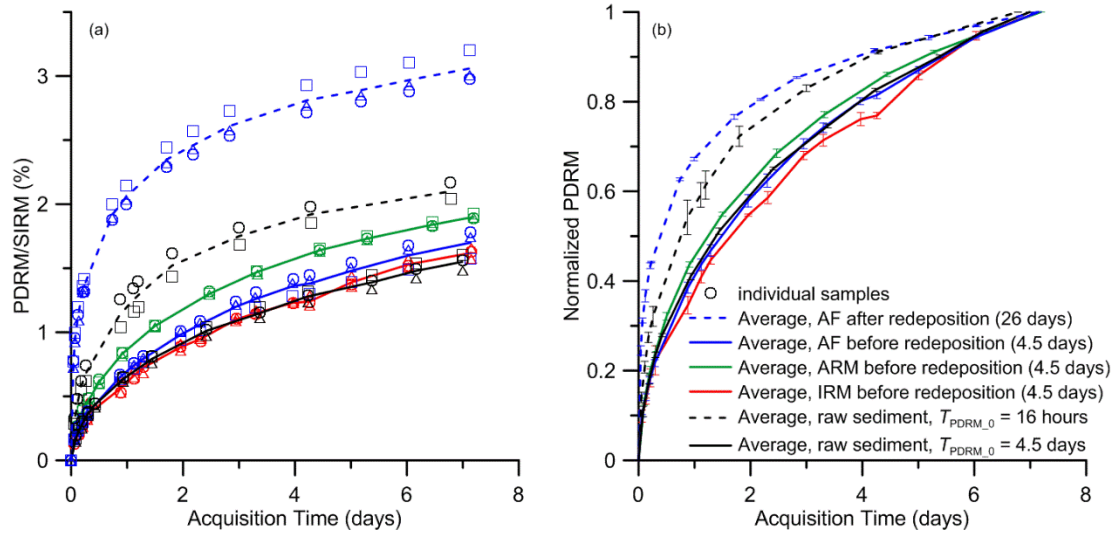 (a)
3
2
1
0
PDRM/SIRM (%)
0 2 4 6 8
Acquisition Time (days)
(b)
1
0.8
0.6
0.4
0.2
0
Normalized PDRM
0 2 4 6 8
Acquisition Time (days)
individual samples
Average, AF after redeposition (26 days)
Average, AF before redeposition (4.5 days)
Average, ARM before redeposition (4.5 days)
Average, IRM before redeposition (4.5 days)
Average, raw sediment, TPDRM_0 = 16 hours
Average, raw sediment, TPDRM_0 = 4.5 days